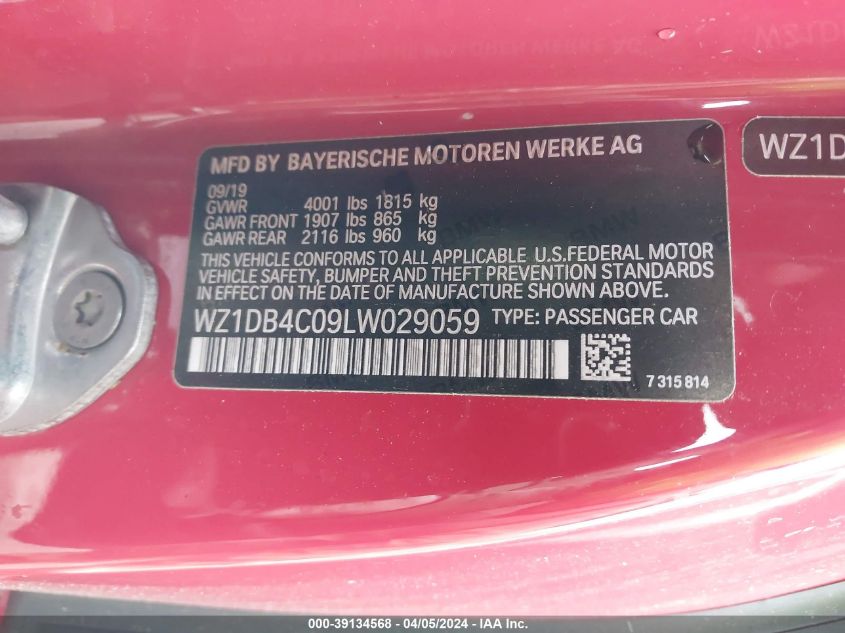 MFD BY BAYERISCHE MOTOREN WERKE AG
09/19
GVWR 4001 lbs 1815 kg
GAWR FRONT 1907 lbs 865 kg
GAWR REAR 2116 lbs 960 kg
THIS VEHICLE CONFORMS TO ALL APPLICABLE U.S.FEDERAL MOTOR
VEHICLE SAFETY, BUMPER AND THEFT PREVENTION STANDARDS
IN EFFECT ON THE DATE OF MANUFACTURE SHOWN ABOVE.
WZ1DB4C09LW029059 TYPE: PASSENGER CAR
7 315 814
WZ1D
000-39134568 - 04/05/2024 - IAA Inc.